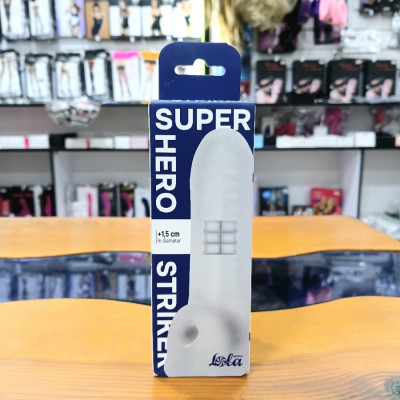 SUPER
HERO
STRIKER
+1,5 cm
in diameter
Lola